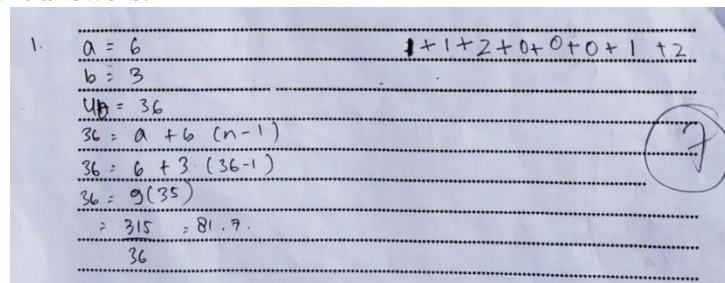 1. a = 6
1+1+2+0+0+0+1+2
b = 3
Un = 36
36 = a + b (n-1)
7
36 = 6 + 3 (36-1)
36 = 9(35)
= 315 = 81.7.
36